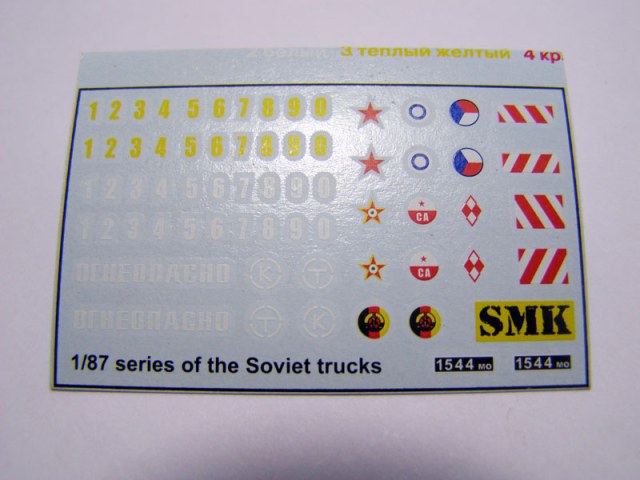 2 белый 3 теплый желтый 4 кр
1 2 3 4 5 6 7 8 9 0
1 2 3 4 5 6 7 8 9 0
1 2 3 4 5 6 7 8 9 0
1 2 3 4 5 6 7 8 9 0
СА
СА
ОГНЕОПАСНО К Т
ОГНЕОПАСНО Т К
SMK
1/87 series of the Soviet trucks 1544 МО 1544 МО